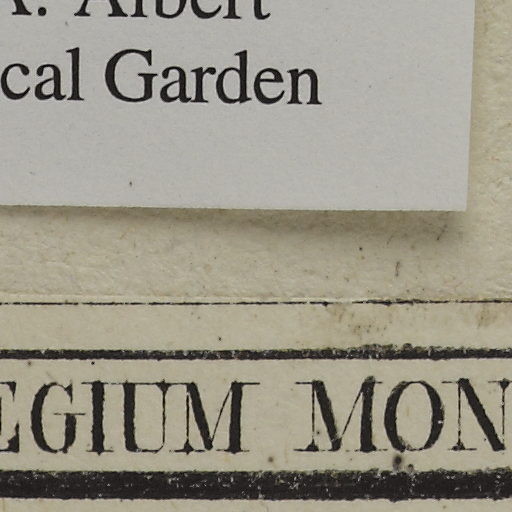 A. Albert
cal Garden
EGIUM MON